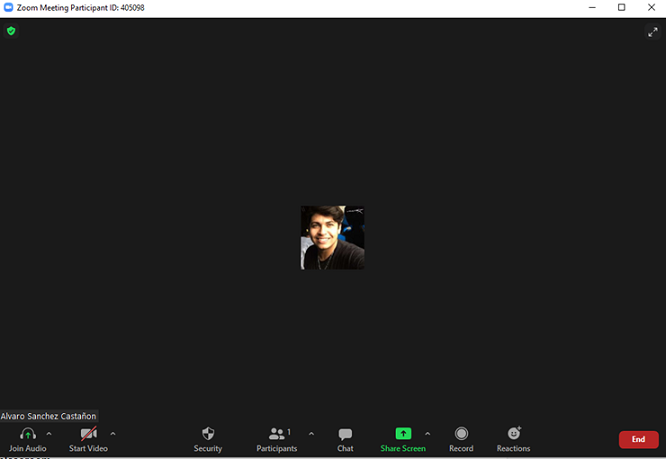 Zoom Meeting Participant ID: 405098
Alvaro Sanchez Castañon
Join Audio
Start Video
Security
Participants
1
Chat
Share Screen
Record
Reactions
End